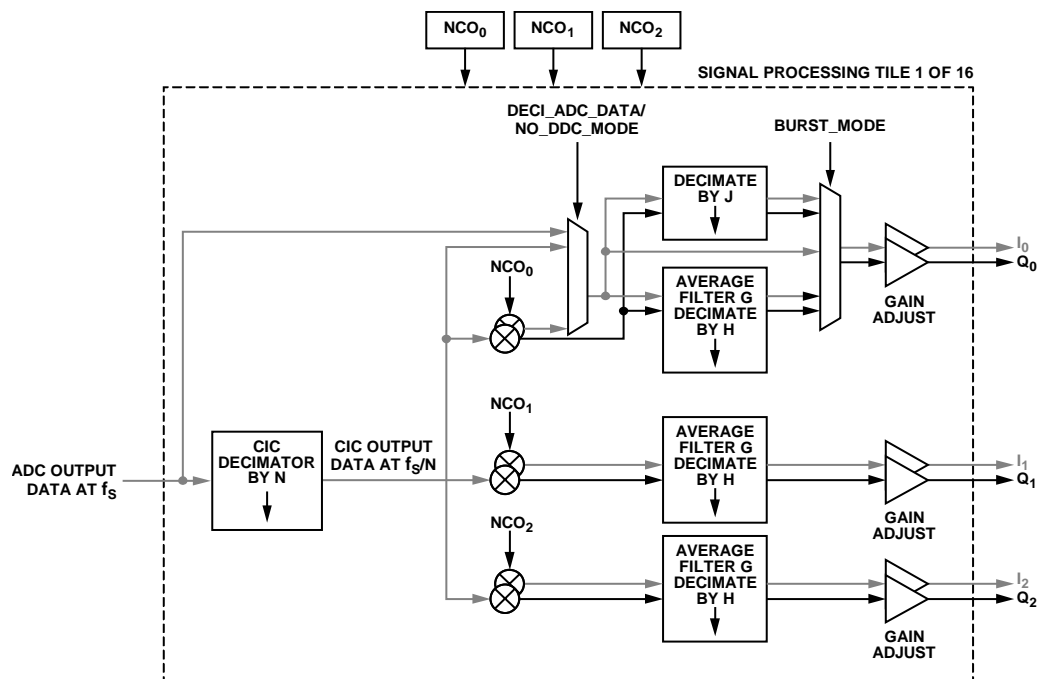 NCO0
NCO1
NCO2
SIGNAL PROCESSING TILE 1 OF 16
DECI_ADC_DATA/
NO_DDC_MODE
BURST_MODE
DECIMATE
BY J
I0
Q0
NCO0
AVERAGE
FILTER G
DECIMATE
BY H
GAIN
ADJUST
NCO1
ADC OUTPUT
DATA AT fS
CIC
DECIMATOR
BY N
CIC OUTPUT
DATA AT fS/N
AVERAGE
FILTER G
DECIMATE
BY H
I1
Q1
GAIN
ADJUST
NCO2
AVERAGE
FILTER G
DECIMATE
BY H
I2
Q2
GAIN
ADJUST